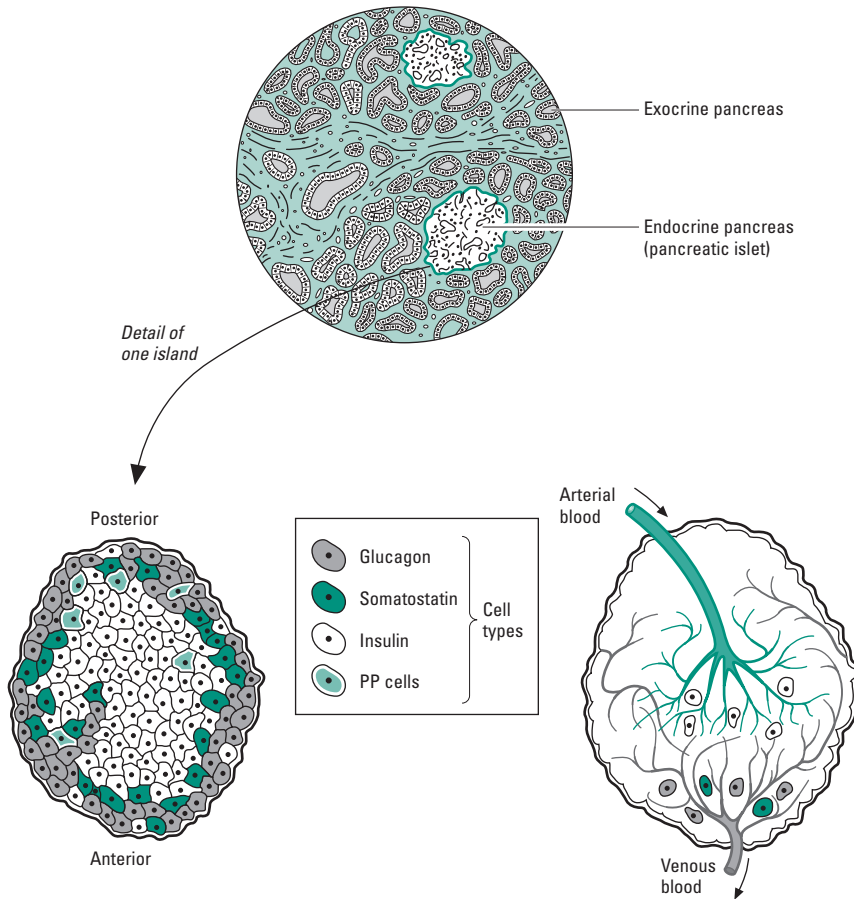 Exocrine pancreas
Endocrine pancreas
(pancreatic islet)
Detail of
one island
Posterior
Anterior
Glucagon
Somatostatin
Insulin
PP cells
Cell
types
Arterial
blood
Venous
blood